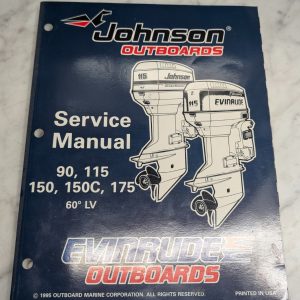 Johnson
OUTBOARDS
Service
Manual
90, 115
150, 150C, 175
60° LV
115
Johnson
115
EVINRUDE
EVINRUDE
OUTBOARDS
© 1995 OUTBOARD MARINE CORPORATION. ALL RIGHTS RESERVED.
PRINTED IN USA